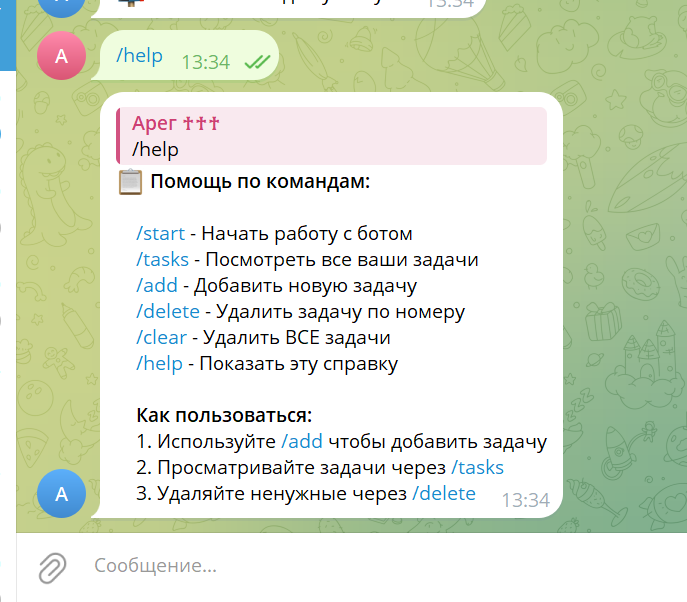 13:34
A
/help 13:34
Арег ✝✝✝
/help
Помощь по командам:
/start - Начать работу с ботом
/tasks - Посмотреть все ваши задачи
/add - Добавить новую задачу
/delete - Удалить задачу по номеру
/clear - Удалить ВСЕ задачи
/help - Показать эту справку
Как пользоваться:
1. Используйте /add чтобы добавить задачу
2. Просматривайте задачи через /tasks
3. Удаляйте ненужные через /delete
13:34
A
Сообщение...